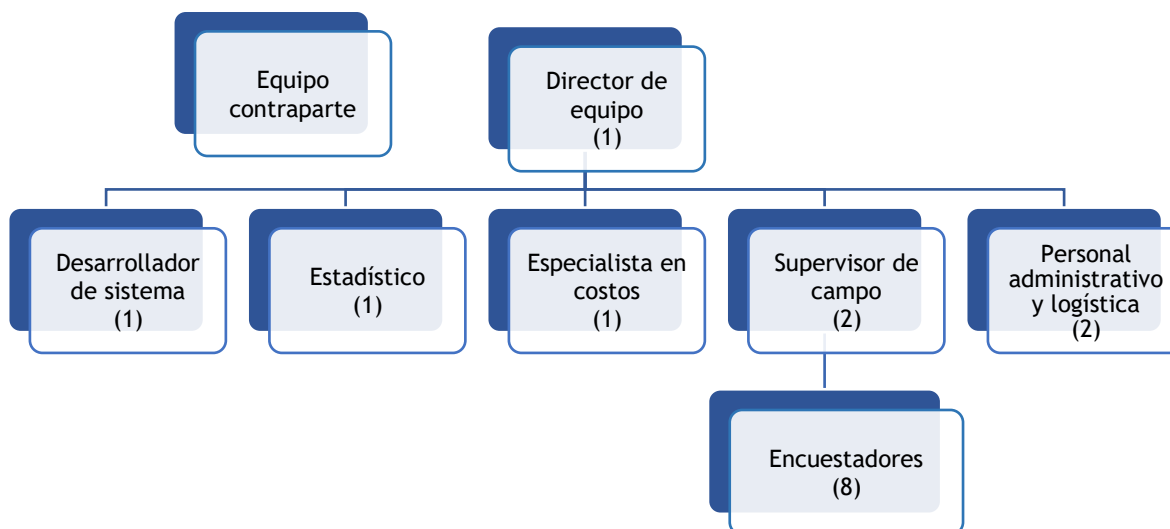 Equipo
contraparte
Director de
equipo
(1)
Desarrollador
de sistema
(1)
Estadístico
(1)
Especialista en
costos
(1)
Supervisor de
campo
(2)
Personal
administrativo
y logística
(2)
Encuestadores
(8)